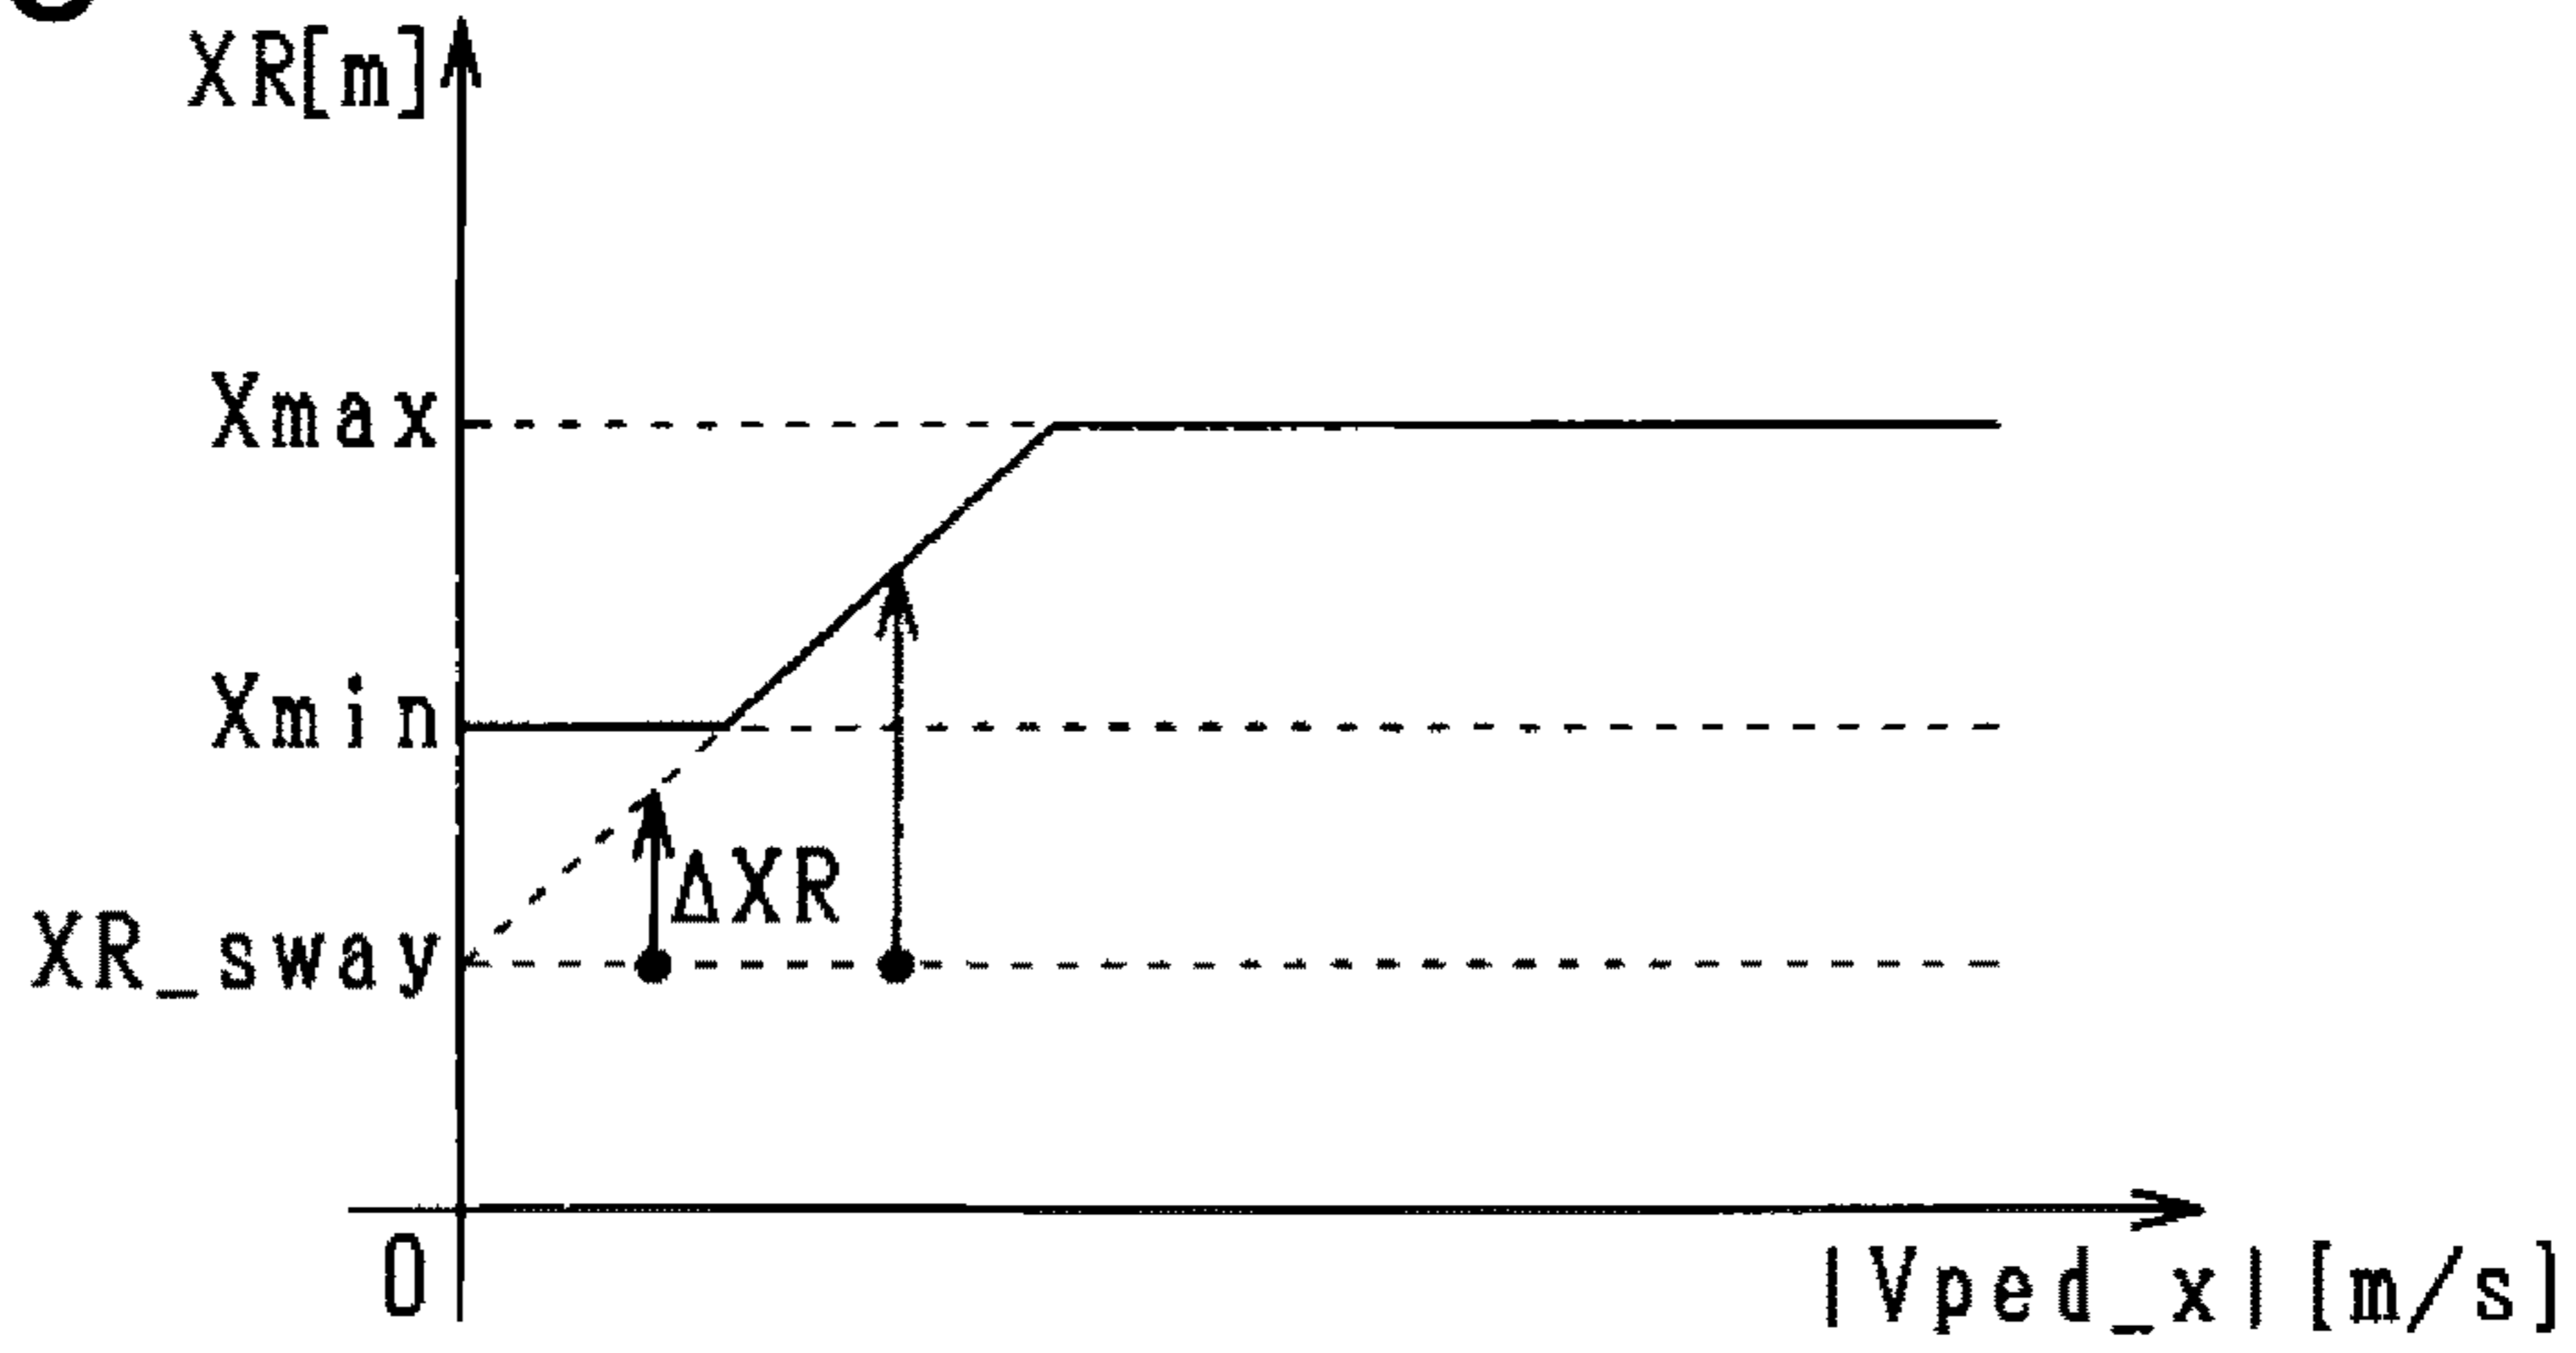 XR[m]
Xmax
Xmin
ΔXR
XR_sway
0
|Vped_x|[m/s]